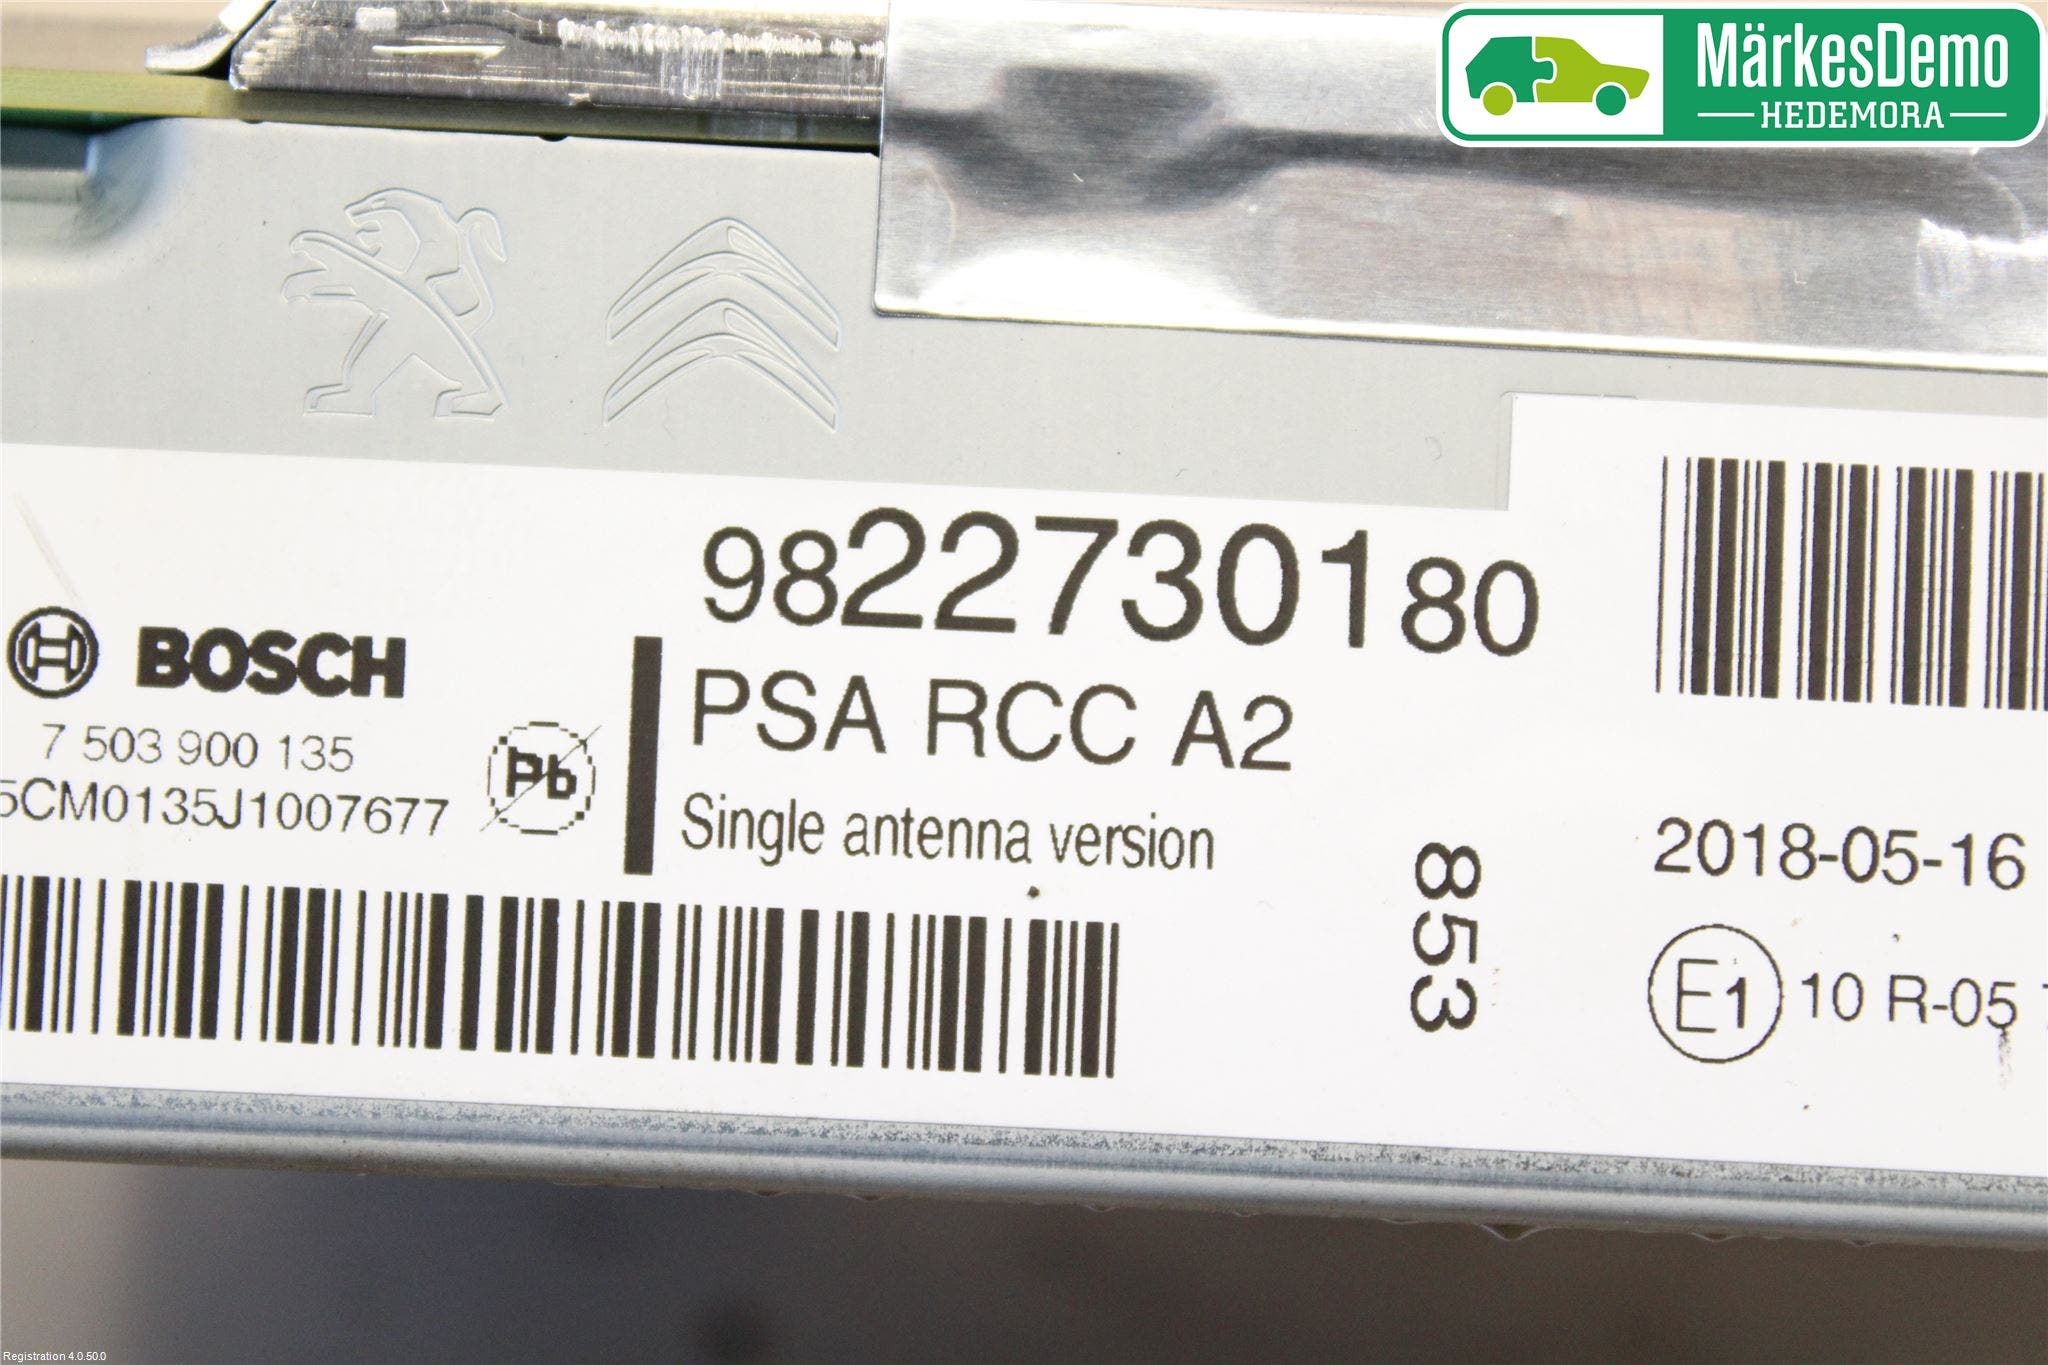 MärkesDemo
HEDEMORA
9822730180
BOSCH
PSA RCC A2
7 503 900 135
Pb
5CM0135J1007677
Single antenna version
853
2018-05-16
E1 10 R-05
Registration 4.0.50.0